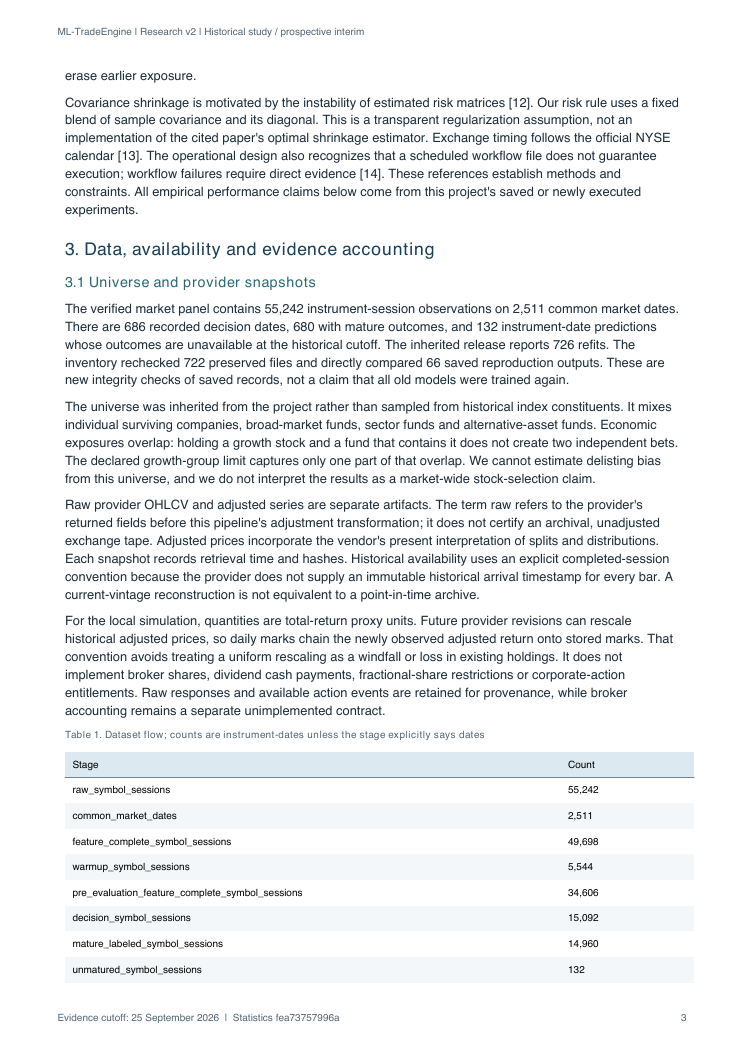 ML-TradeEngine | Research v2 | Historical study / prospective interim
erase earlier exposure.
Covariance shrinkage is motivated by the instability of estimated risk matrices [12]. Our risk rule uses a fixed
blend of sample covariance and its diagonal. This is a transparent regularization assumption, not an
implementation of the cited paper's optimal shrinkage estimator. Exchange timing follows the official NYSE
calendar [13]. The operational design also recognizes that a scheduled workflow file does not guarantee
execution; workflow failures require direct evidence [14]. These references establish methods and
constraints. All empirical performance claims below come from this project's saved or newly executed
experiments.
3. Data, availability and evidence accounting
3.1 Universe and provider snapshots
The verified market panel contains 55,242 instrument-session observations on 2,511 common market dates.
There are 686 recorded decision dates, 680 with mature outcomes, and 132 instrument-date predictions
whose outcomes are unavailable at the historical cutoff. The inherited release reports 726 refits. The
inventory rechecked 722 preserved files and directly compared 66 saved reproduction outputs. These are
new integrity checks of saved records, not a claim that all old models were trained again.
The universe was inherited from the project rather than sampled from historical index constituents. It mixes
individual surviving companies, broad-market funds, sector funds and alternative-asset funds. Economic
exposures overlap: holding a growth stock and a fund that contains it does not create two independent bets.
The declared growth-group limit captures only one part of that overlap. We cannot estimate delisting bias
from this universe, and we do not interpret the results as a market-wide stock-selection claim.
Raw provider OHLCV and adjusted series are separate artifacts. The term raw refers to the provider's
returned fields before this pipeline's adjustment transformation; it does not certify an archival, unadjusted
exchange tape. Adjusted prices incorporate the vendor's present interpretation of splits and distributions.
Each snapshot records retrieval time and hashes. Historical availability uses an explicit completed-session
convention because the provider does not supply an immutable historical arrival timestamp for every bar. A
current-vintage reconstruction is not equivalent to a point-in-time archive.
For the local simulation, quantities are total-return proxy units. Future provider revisions can rescale
historical adjusted prices, so daily marks chain the newly observed adjusted return onto stored marks. That
convention avoids treating a uniform rescaling as a windfall or loss in existing holdings. It does not
implement broker shares, dividend cash payments, fractional-share restrictions or corporate-action
entitlements. Raw responses and available action events are retained for provenance, while broker
accounting remains a separate unimplemented contract.
Table 1. Dataset flow; counts are instrument-dates unless the stage explicitly says dates
Stage Count
raw_symbol_sessions 55,242
common_market_dates 2,511
feature_complete_symbol_sessions 49,698
warmup_symbol_sessions 5,544
pre_evaluation_feature_complete_symbol_sessions 34,606
decision_symbol_sessions 15,092
mature_labeled_symbol_sessions 14,960
unmatured_symbol_sessions 132
Evidence cutoff: 25 September 2026 | Statistics fea73757996a 3